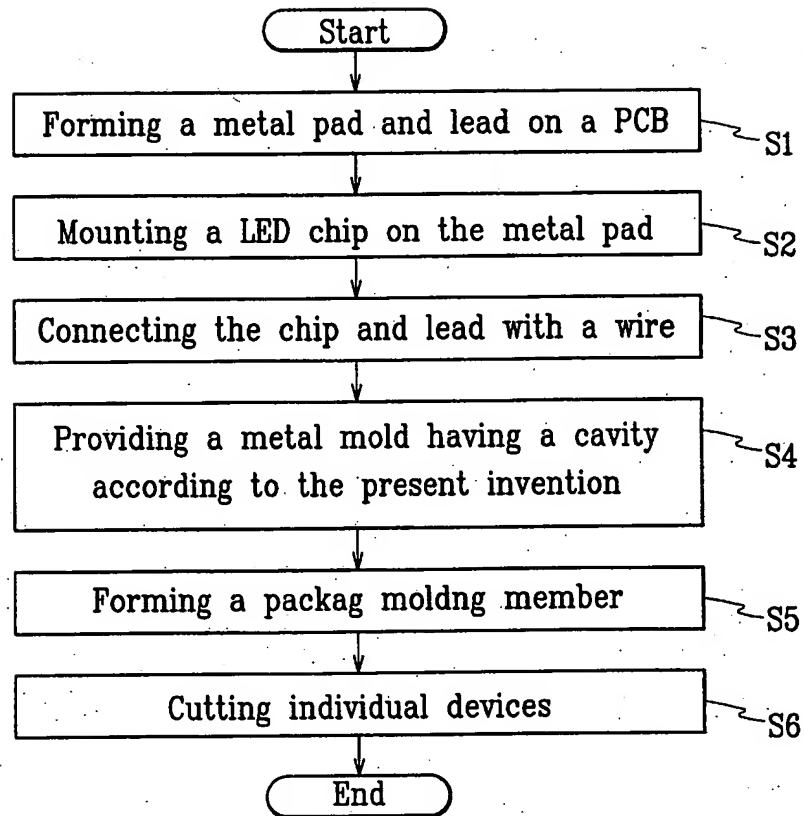 Start
Forming a metal pad and lead on a PCB
S1
Mounting a LED chip on the metal pad
S2
Connecting the chip and lead with a wire
S3
Providing a metal mold having a cavity
according to the present invention
S4
Forming a packag moldng member
S5
Cutting individual devices
S6
End